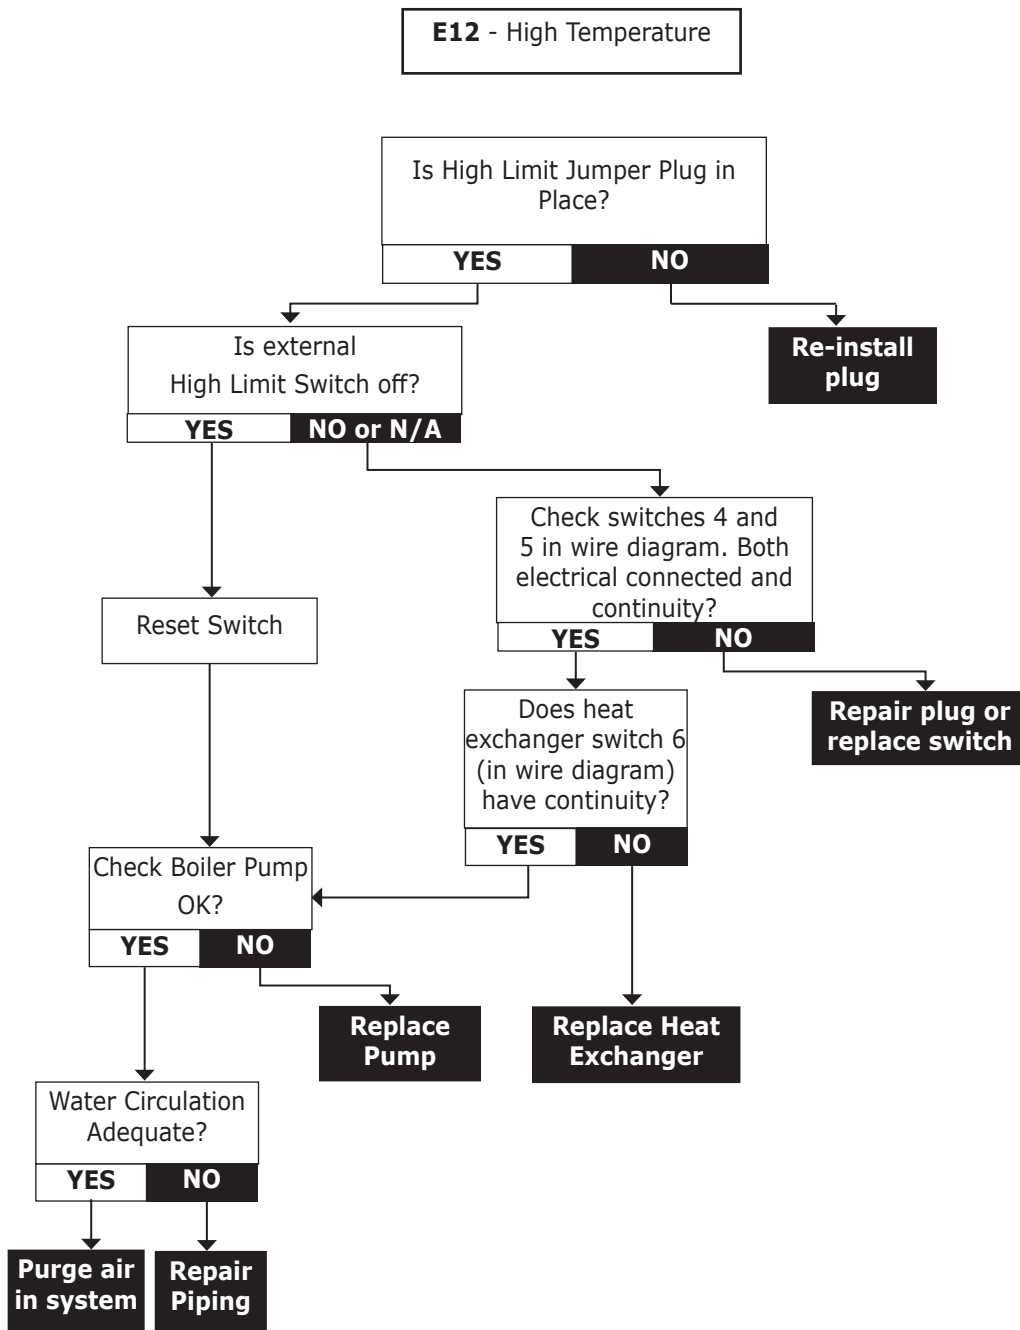 E12 - High Temperature
Is High Limit Jumper Plug in
Place?
YES
NO
Is external
High Limit Switch off?
YES
NO or N/A
Re-install
plug
Check switches 4 and
5 in wire diagram. Both
electrical connected and
continuity?
YES
NO
Reset Switch
Does heat
exchanger switch 6
(in wire diagram)
have continuity?
YES
NO
Repair plug or
replace switch
Check Boiler Pump
OK?
YES
NO
Replace
Pump
Replace Heat
Exchanger
Water Circulation
Adequate?
YES
NO
Purge air
in system
Repair
Piping